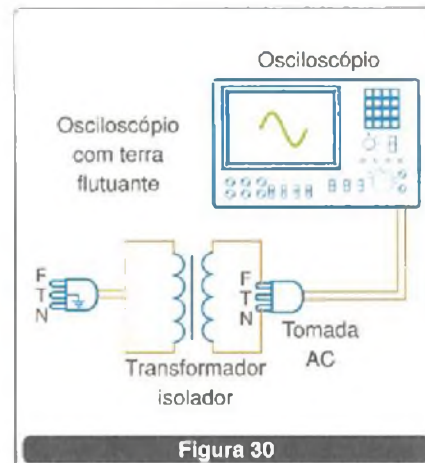 Osciloscópio
Osciloscópio
com terra
flutuante
F
T
N
F
T
N
Tomada
AC
Transformador
isolador
Figura 30